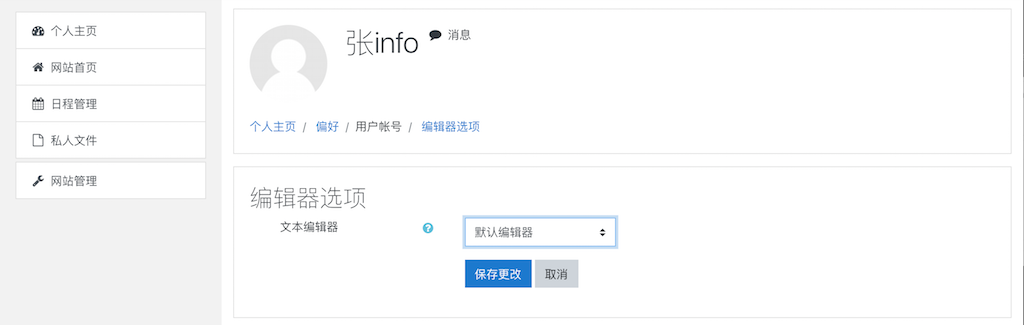 个人主页
网站首页
日程管理
私人文件
网站管理
张info 消息
个人主页 / 偏好 / 用户帐号 / 编辑器选项
编辑器选项
文本编辑器 默认编辑器
保存更改 取消